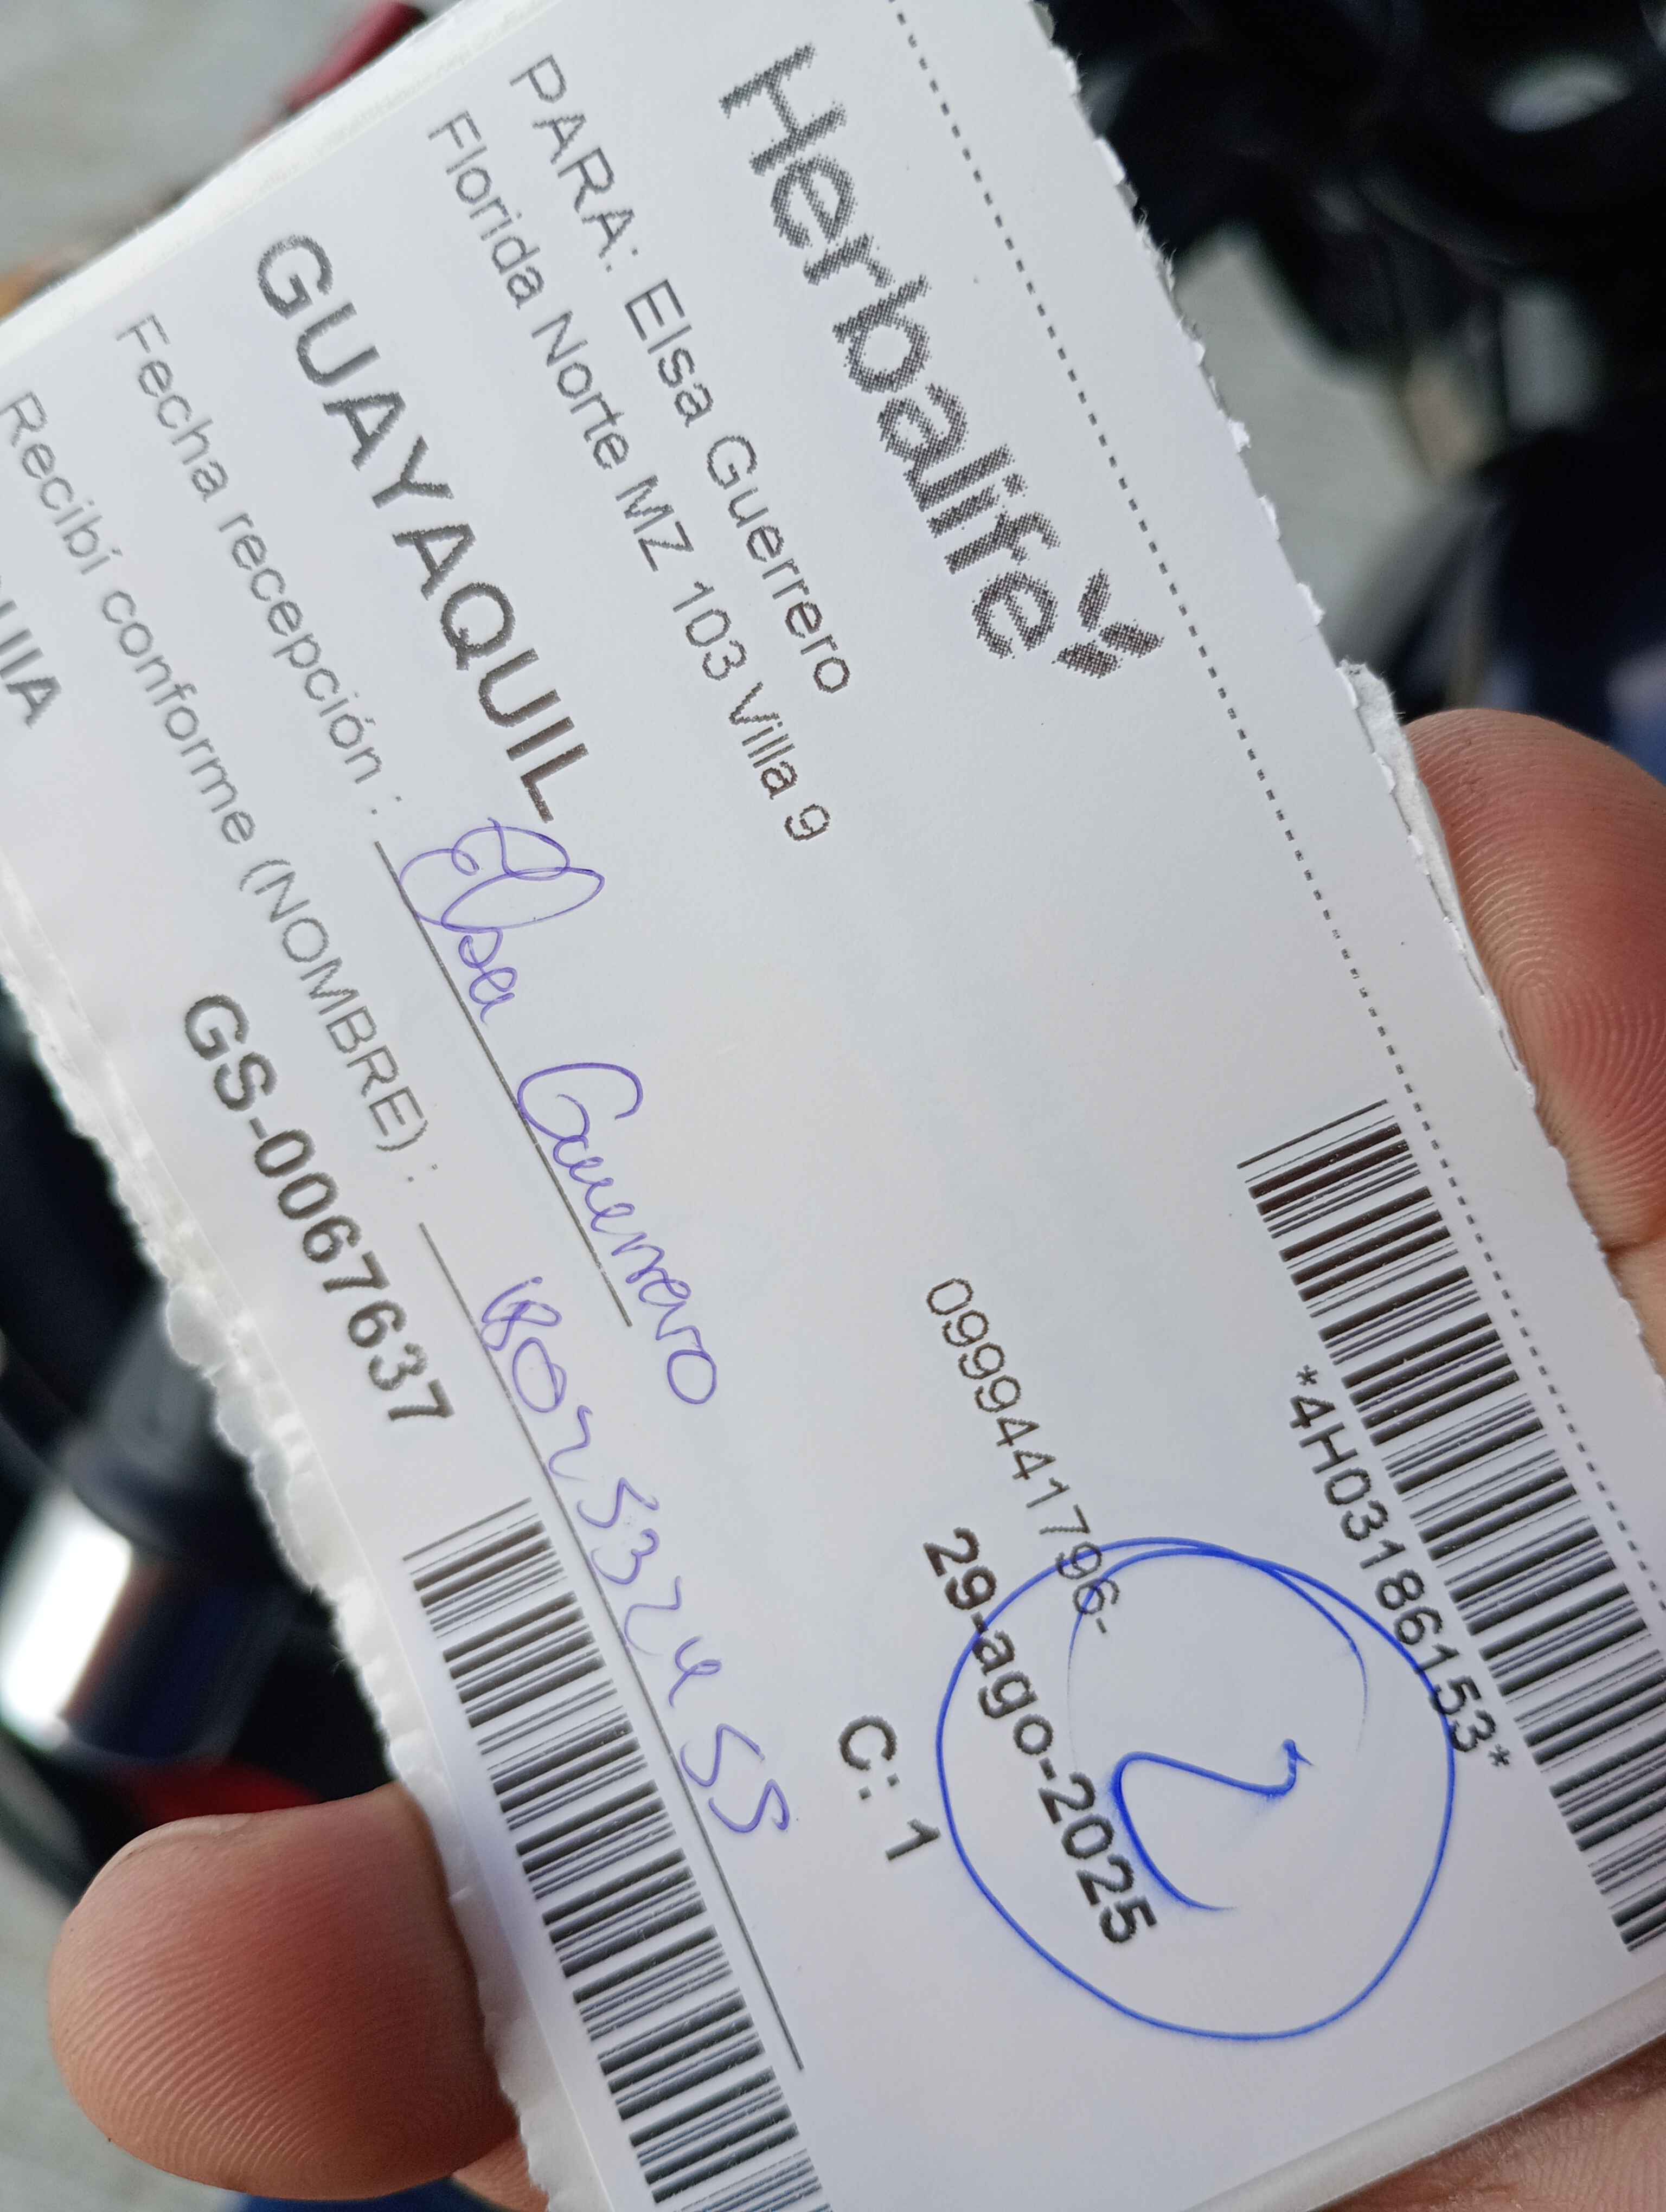 *4H03186153*
Herbalife
PARA: Elsa Guerrero
0999441796-
Florida Norte MZ 103 Villa 9
29-ago-2025
2
GUAYAQUIL
C: 1
Fecha recepción : Elsa Guerrero
Recibí conforme (NOMBRE) :
GS-0067637